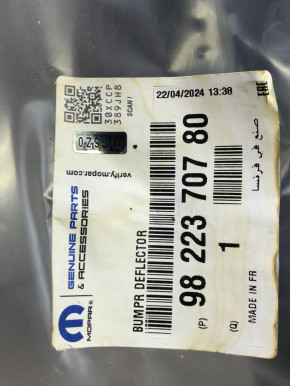 22/04/2024 13:38
EAC
30XCCP
389JH8
SCAN!
verify.mopar.com
GENUINE PARTS
& ACCESSORIES
MOPAR®
BUMPR DEFLECTOR
98 223 707 80
(P)
(Q)
1
صنع في فرنسا
MADE IN FR